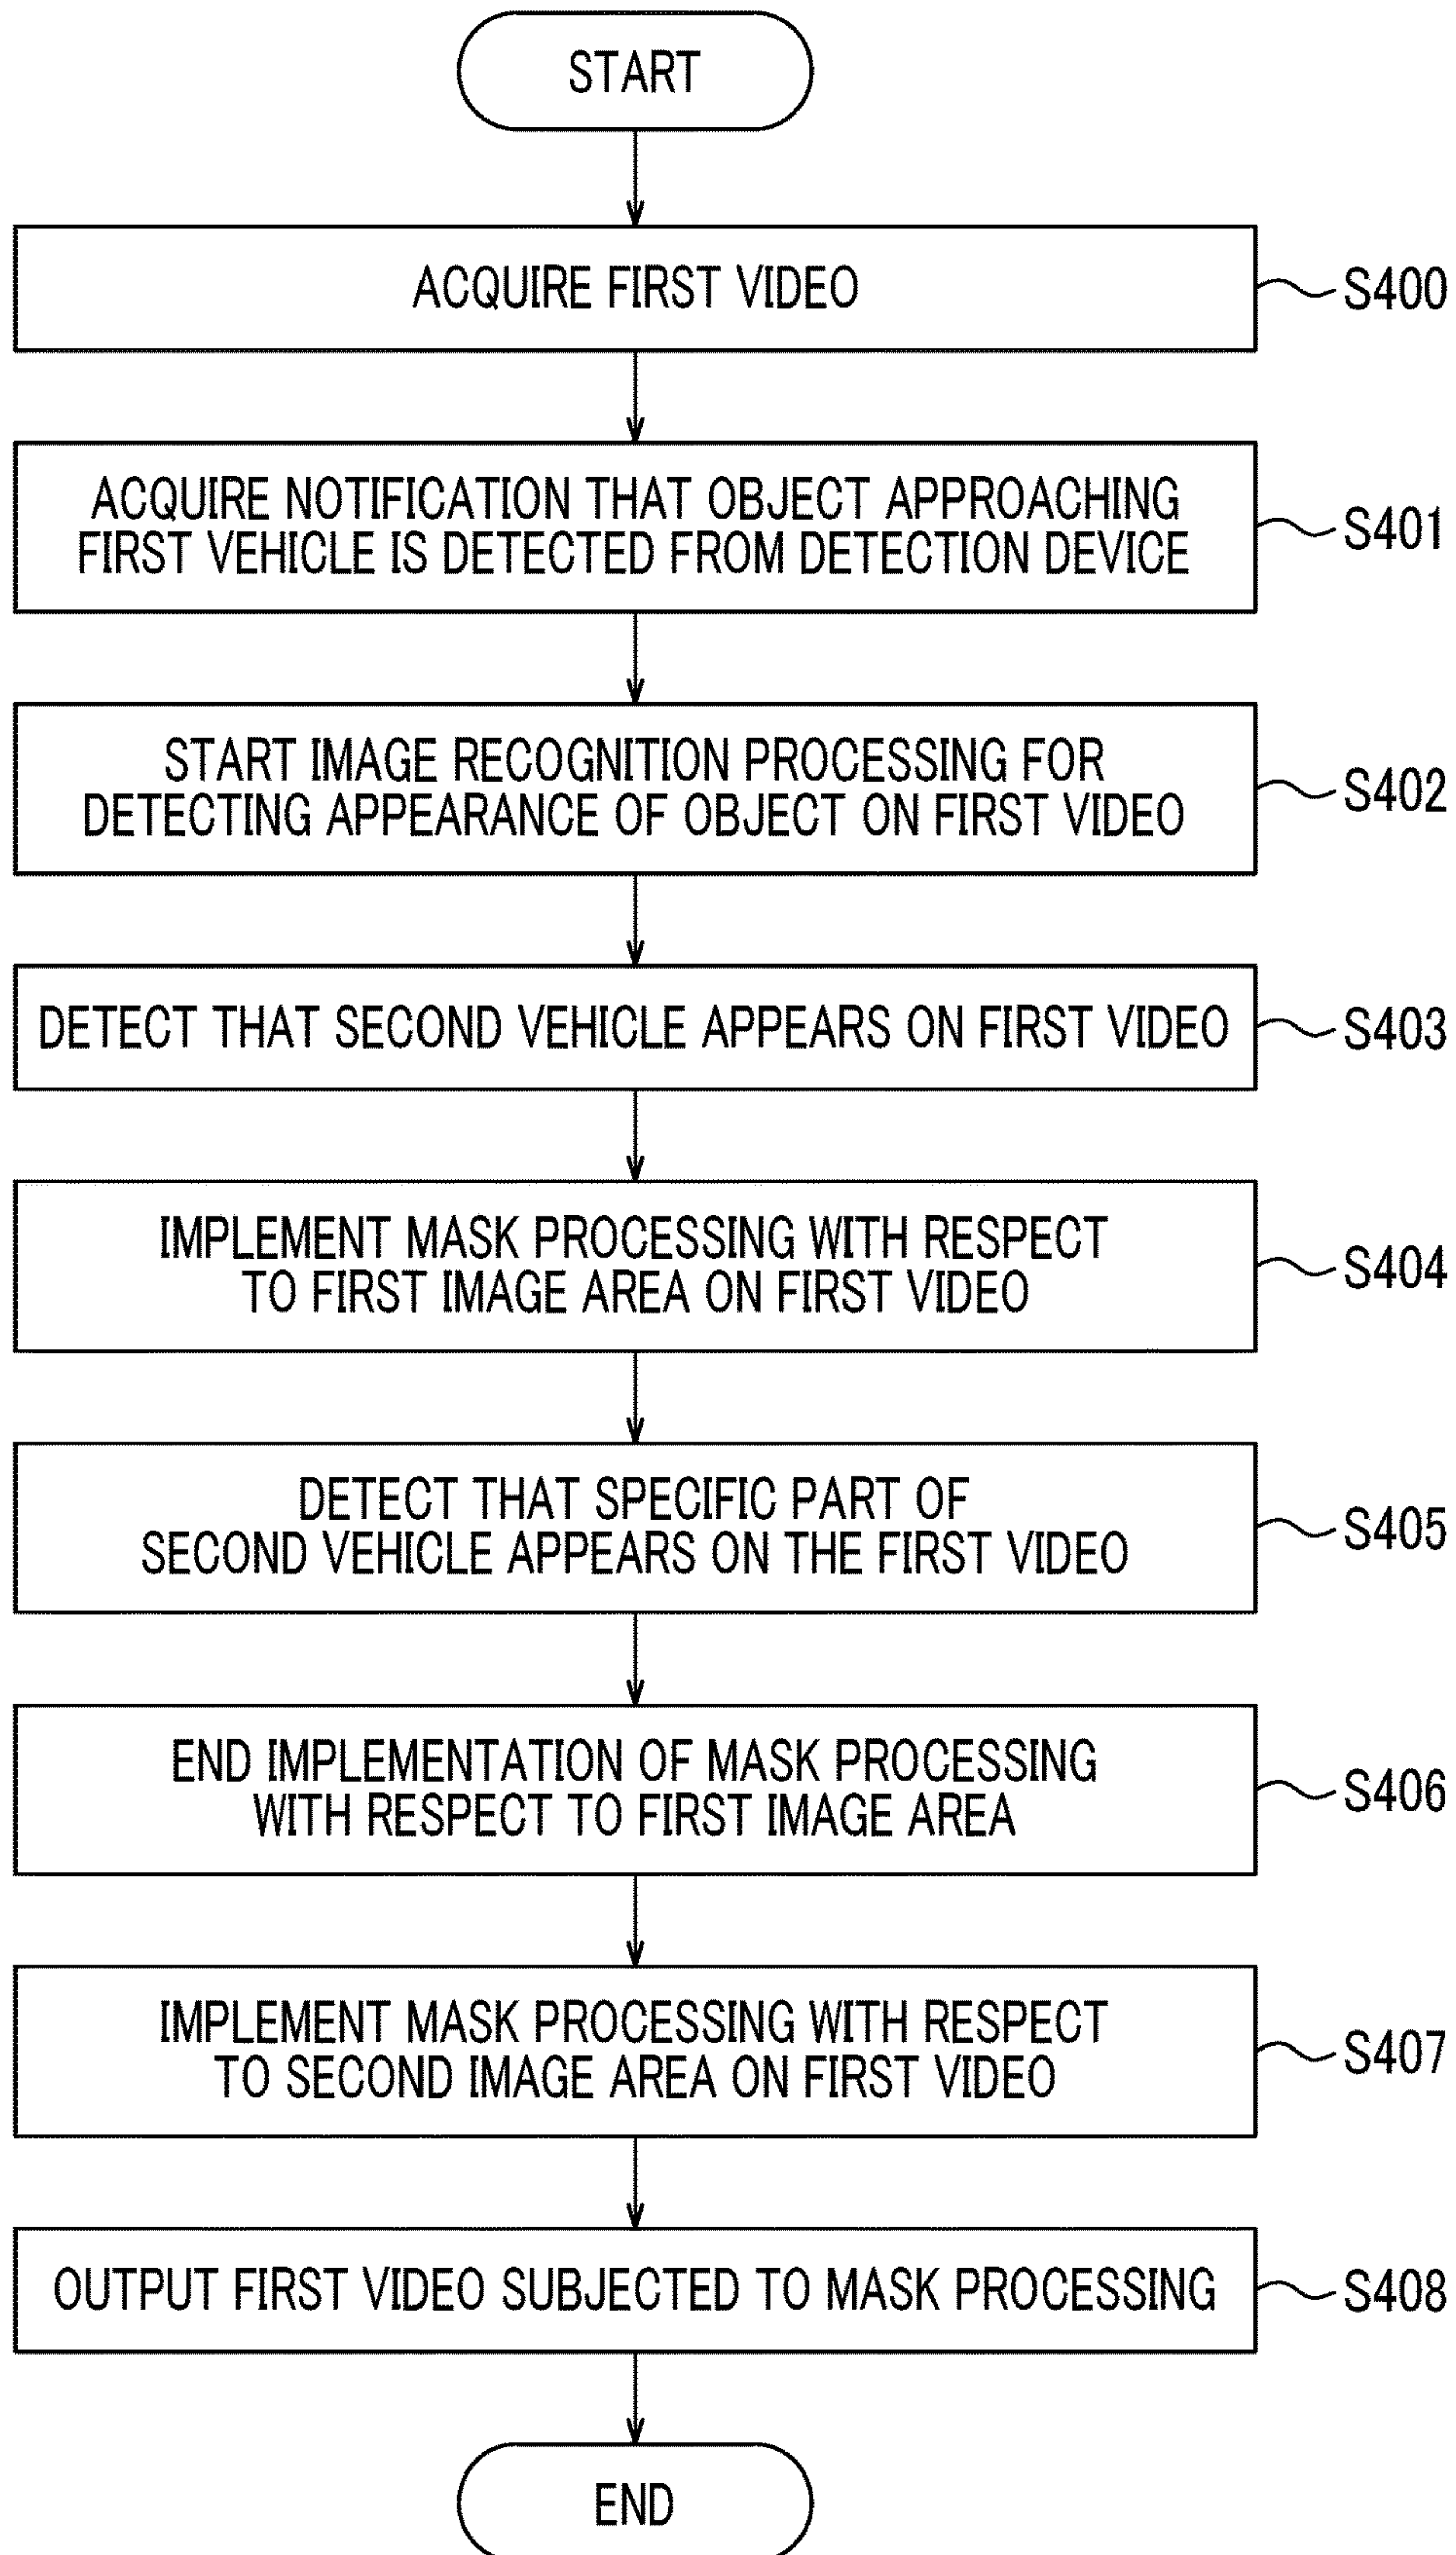 START
ACQUIRE FIRST VIDEO
S400
ACQUIRE NOTIFICATION THAT OBJECT APPROACHING
FIRST VEHICLE IS DETECTED FROM DETECTION DEVICE
S401
START IMAGE RECOGNITION PROCESSING FOR
DETECTING APPEARANCE OF OBJECT ON FIRST VIDEO
S402
DETECT THAT SECOND VEHICLE APPEARS ON FIRST VIDEO
S403
IMPLEMENT MASK PROCESSING WITH RESPECT
TO FIRST IMAGE AREA ON FIRST VIDEO
S404
DETECT THAT SPECIFIC PART OF
SECOND VEHICLE APPEARS ON THE FIRST VIDEO
S405
END IMPLEMENTATION OF MASK PROCESSING
WITH RESPECT TO FIRST IMAGE AREA
S406
IMPLEMENT MASK PROCESSING WITH RESPECT
TO SECOND IMAGE AREA ON FIRST VIDEO
S407
OUTPUT FIRST VIDEO SUBJECTED TO MASK PROCESSING
S408
END